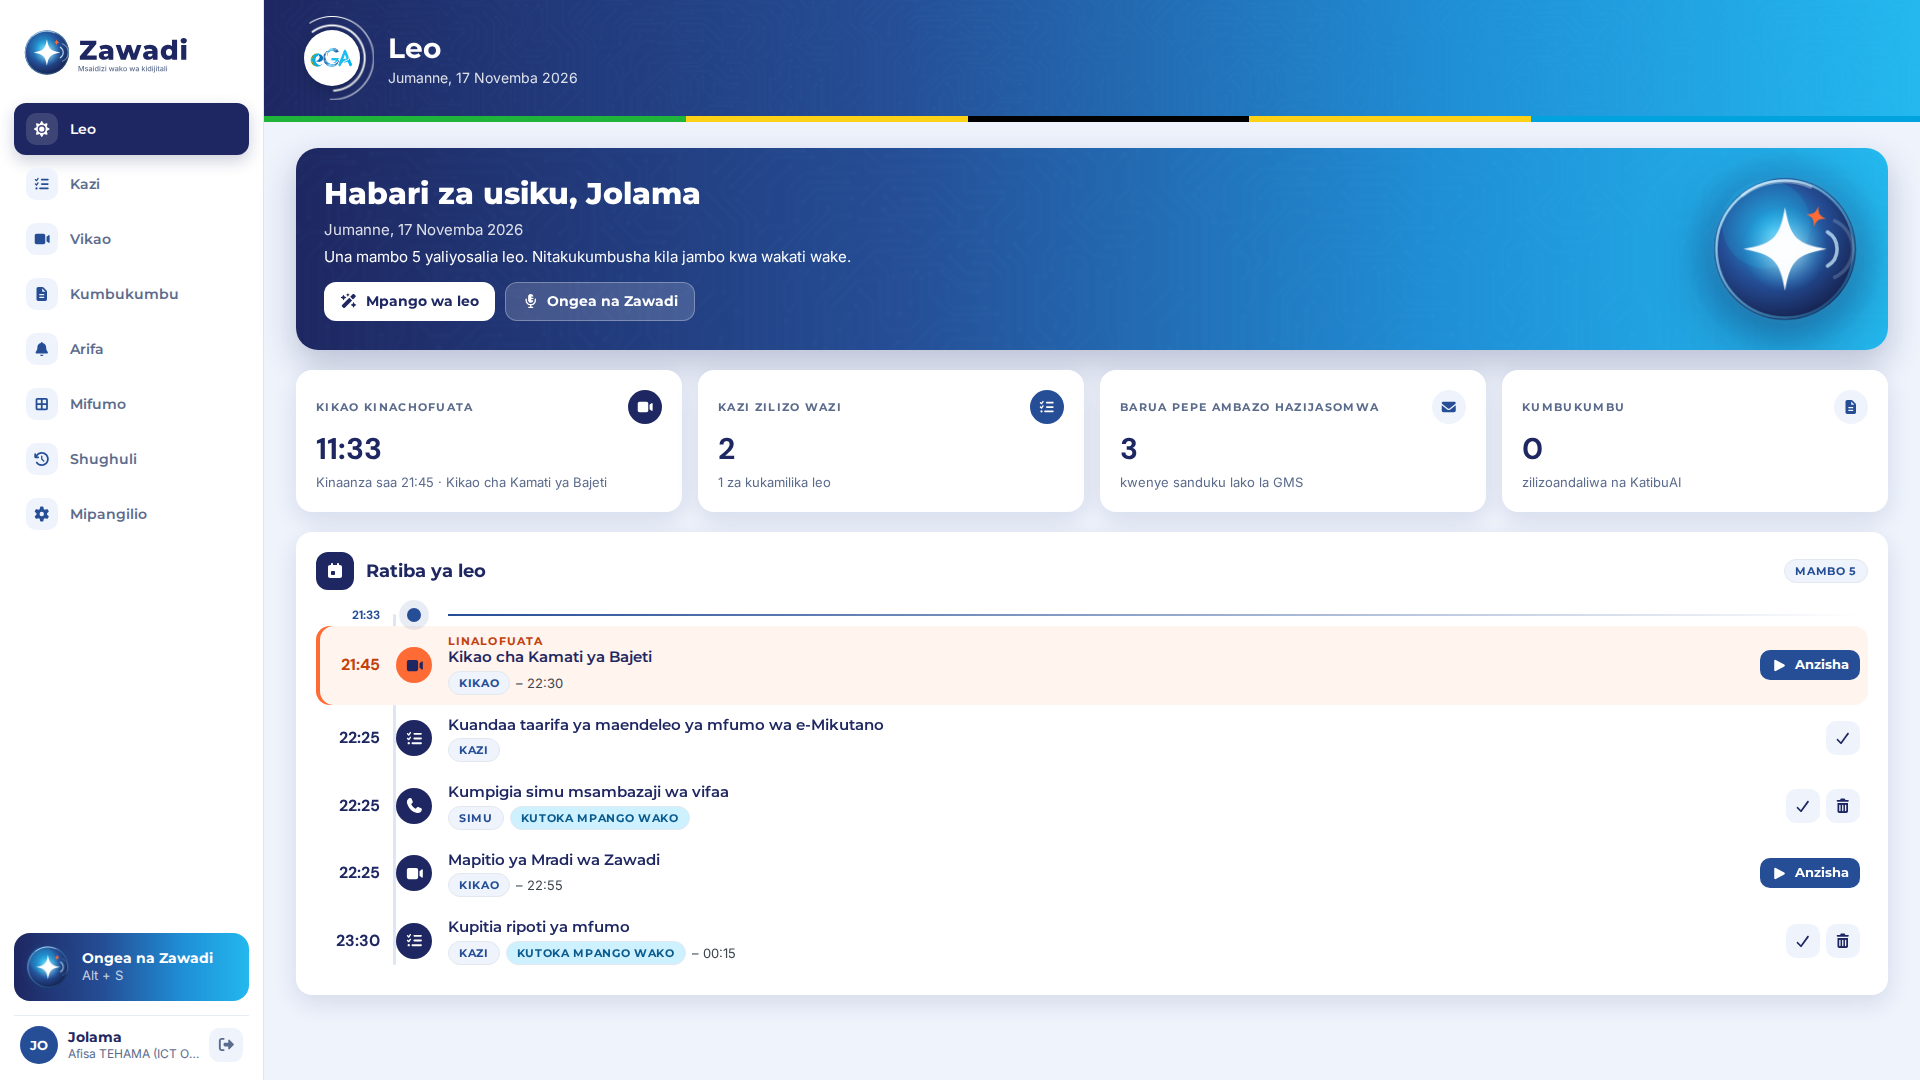 Zawadi
Msaidizi wako wa kidijitali
Leo
Kazi
Vikao
Kumbukumbu
Arifa
Mifumo
Shughuli
Mipangilio
Ongea na Zawadi
Alt + S
JO
Jolama
Afisa TEHAMA (ICT O...
eGA
Leo
Jumanne, 17 Novemba 2026
Habari za usiku, Jolama
Jumanne, 17 Novemba 2026
Una mambo 5 yaliyosalia leo. Nitakukumbusha kila jambo kwa wakati wake.
Mpango wa leo
Ongea na Zawadi
KIKAO KINACHOFUATA
11:33
Kinaanza saa 21:45 · Kikao cha Kamati ya Bajeti
KAZI ZILIZO WAZI
2
1 za kukamilika leo
BARUA PEPE AMBAZO HAZIJASOMWA
3
kwenye sanduku lako la GMS
KUMBUKUMBU
0
zilizoandaliwa na KatibuAI
Ratiba ya leo
MAMBO 5
21:33
LINALOFUATA
21:45
Kikao cha Kamati ya Bajeti
KIKAO – 22:30
Anzisha
22:25
Kuandaa taarifa ya maendeleo ya mfumo wa e-Mikutano
KAZI
22:25
Kumpigia simu msambazaji wa vifaa
SIMU KUTOKA MPANGO WAKO
22:25
Mapitio ya Mradi wa Zawadi
KIKAO – 22:55
Anzisha
23:30
Kupitia ripoti ya mfumo
KAZI KUTOKA MPANGO WAKO – 00:15